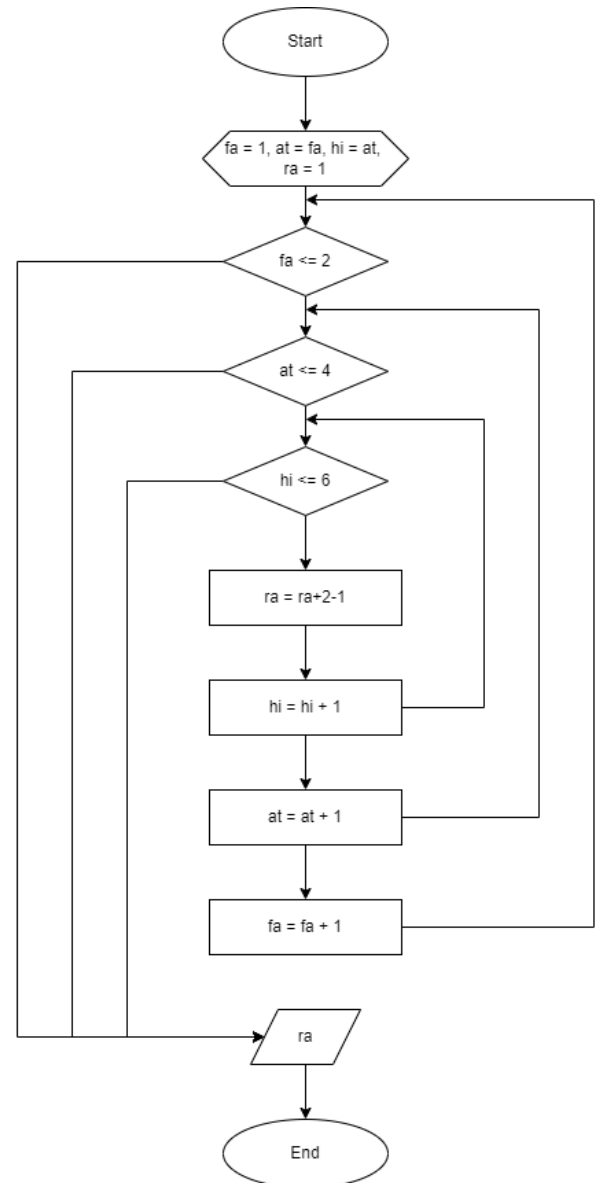 Start
fa = 1, at = fa, hi = at,
ra = 1
fa <= 2
at <= 4
hi <= 6
ra = ra+2-1
hi = hi + 1
at = at + 1
fa = fa + 1
ra
End